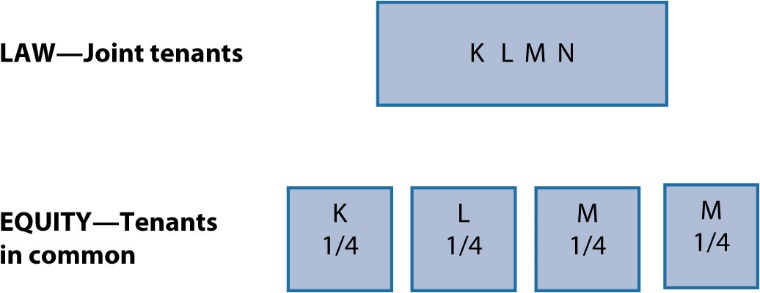 LAW—Joint tenants
K L M N
EQUITY—Tenants
in common
K
1/4
L
1/4
M
1/4
M
1/4